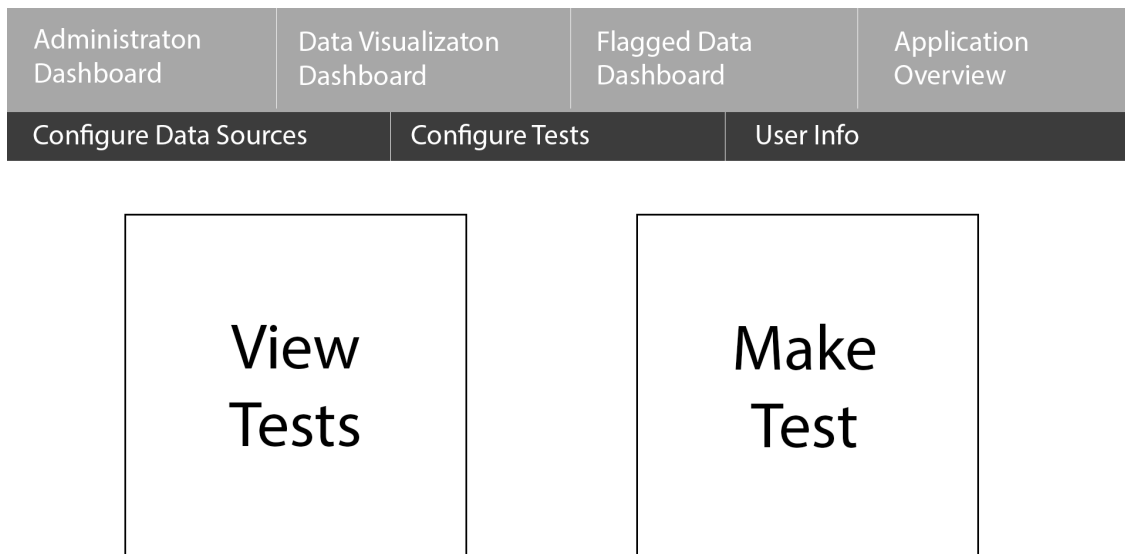 Administraton
Dashboard
Data Visualizaton
Dashboard
Flagged Data
Dashboard
Application
Overview
Configure Data Sources
Configure Tests
User Info
View
Tests
Make
Test